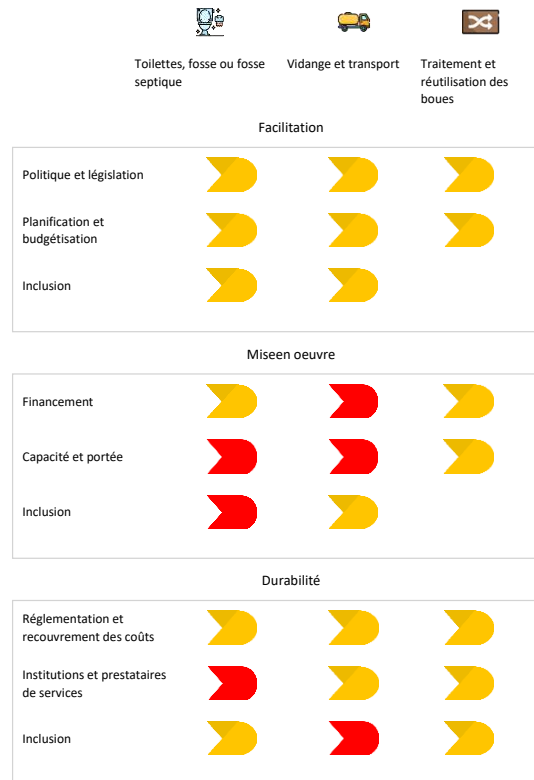 Toilettes, fosse ou fosse
septique
Vidange et transport
Traitement et
réutilisation des
boues
Facilitation
Politique et législation
Planification et
budgétisation
Inclusion
Miseen oeuvre
Financement
Capacité et portée
Inclusion
Durabilité
Réglementation et
recouvrement des coûts
Institutions et prestataires
de services
Inclusion